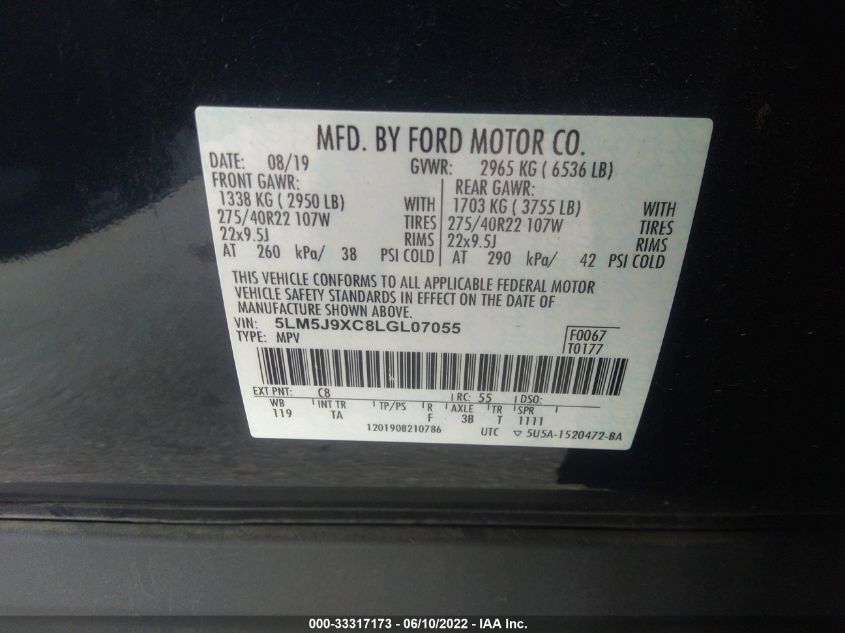 MFD. BY FORD MOTOR CO.
DATE: 08/19 GVWR: 2965 KG ( 6536 LB)
FRONT GAWR: REAR GAWR:
1338 KG ( 2950 LB) WITH 1703 KG ( 3755 LB) WITH
275/40R22 107W TIRES 275/40R22 107W TIRES
22x9.5J RIMS 22x9.5J RIMS
AT 260 kPa/ 38 PSI COLD AT 290 kPa/ 42 PSI COLD
THIS VEHICLE CONFORMS TO ALL APPLICABLE FEDERAL MOTOR
VEHICLE SAFETY STANDARDS IN EFFECT ON THE DATE OF
MANUFACTURE SHOWN ABOVE.
VIN: 5LM5J9XC8LGL07055 F0067
TYPE: MPV T0177
EXT PNT: C8 RC: 55 DSO:
WB INT TR TP/PS R AXLE TR SPR
119 TA F 3B T 1111
1201908210786 UTC ▽ 5U5A-1520472-BA
000-33317173 - 06/10/2022 - IAA Inc.